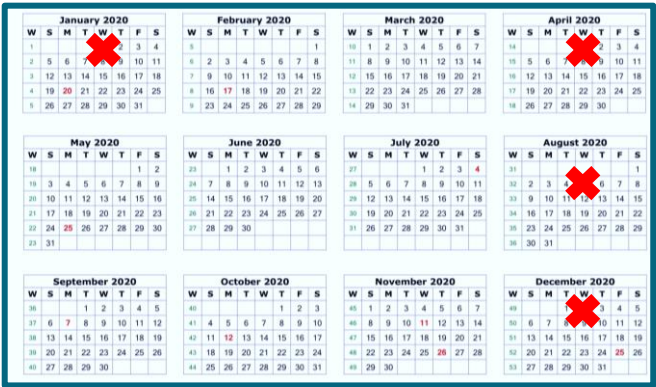 January 2020
W S M T W T F S
1 2 3 4
2 5 6 7 8 9 10 11
3 12 13 14 15 16 17 18
4 19 20 21 22 23 24 25
5 26 27 28 29 30 31
February 2020
W S M T W T F S
5 1
6 2 3 4 5 6 7 8
7 9 10 11 12 13 14 15
8 16 17 18 19 20 21 22
9 23 24 25 26 27 28 29
March 2020
W S M T W T F S
10 1 2 3 4 5 6 7
11 8 9 10 11 12 13 14
12 15 16 17 18 19 20 21
13 22 23 24 25 26 27 28
14 29 30 31
April 2020
W S M T W T F S
14 2 3 4
15 5 6 7 8 9 10 11
16 12 13 14 15 16 17 18
17 19 20 21 22 23 24 25
18 26 27 28 29 30
May 2020
W S M T W T F S
18 1 2
19 3 4 5 6 7 8 9
20 10 11 12 13 14 15 16
21 17 18 19 20 21 22 23
22 24 25 26 27 28 29 30
23 31
June 2020
W S M T W T F S
23 1 2 3 4 5 6
24 7 8 9 10 11 12 13
25 14 15 16 17 18 19 20
26 21 22 23 24 25 26 27
27 28 29 30
July 2020
W S M T W T F S
27 1 2 3 4
28 5 6 7 8 9 10 11
29 12 13 14 15 16 17 18
30 19 20 21 22 23 24 25
31 26 27 28 29 30 31
August 2020
W S M T W T F S
31 1
32 2 3 4 6 7 8
33 9 10 11 12 13 14 15
34 16 17 18 19 20 21 22
35 23 24 25 26 27 28 29
36 30 31
September 2020
W S M T W T F S
36 1 2 3 4 5
37 6 7 8 9 10 11 12
38 13 14 15 16 17 18 19
39 20 21 22 23 24 25 26
40 27 28 29 30
October 2020
W S M T W T F S
40 1 2 3
41 4 5 6 7 8 9 10
42 11 12 13 14 15 16 17
43 18 19 20 21 22 23 24
44 25 26 27 28 29 30 31
November 2020
W S M T W T F S
45 1 2 3 4 5 6 7
46 8 9 10 11 12 13 14
47 15 16 17 18 19 20 21
48 22 23 24 25 26 27 28
49 29 30
December 2020
W S M T W T F S
49 3 4 5
50 6 7 8 9 10 11 12
51 13 14 15 16 17 18 19
52 20 21 22 23 24 25 26
53 27 28 29 30 31